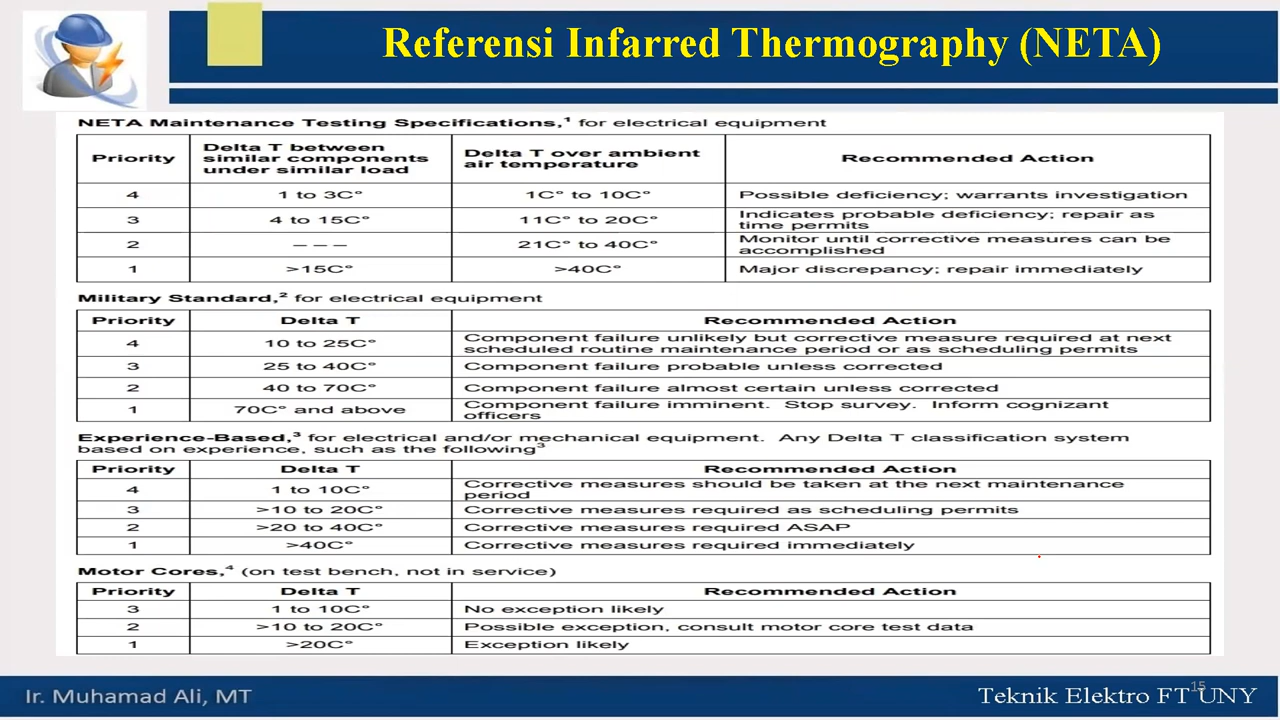 Referensi Infarred Thermography (NETA)
NETA Maintenance Testing Specifications,¹ for electrical equipment
Priority
Delta T between
similar components
under similar load
Delta T over ambient
air temperature
Recommended Action
4 1 to 3C° 1C° to 10C° Possible deficiency; warrants investigation
3 4 to 15C° 11C° to 20C° Indicates probable deficiency; repair as
time permits
2 – – – 21C° to 40C° Monitor until corrective measures can be
accomplished
1 >15C° >40C° Major discrepancy; repair immediately
Military Standard,² for electrical equipment
Priority Delta T Recommended Action
4 10 to 25C° Component failure unlikely but corrective measure required at next
scheduled routine maintenance period or as scheduling permits
3 25 to 40C° Component failure probable unless corrected
2 40 to 70C° Component failure almost certain unless corrected
1 70C° and above Component failure imminent. Stop survey. Inform cognizant
officers
Experience-Based,³ for electrical and/or mechanical equipment. Any Delta T classification system
based on experience, such as the following³
Priority Delta T Recommended Action
4 1 to 10C° Corrective measures should be taken at the next maintenance
period
3 >10 to 20C° Corrective measures required as scheduling permits
2 >20 to 40C° Corrective measures required ASAP
1 >40C° Corrective measures required immediately
Motor Cores,⁴ (on test bench, not in service)
Priority Delta T Recommended Action
3 1 to 10C° No exception likely
2 >10 to 20C° Possible exception, consult motor core test data
1 >20C° Exception likely
Ir. Muhamad Ali, MT
15
Teknik Elektro FT UNY